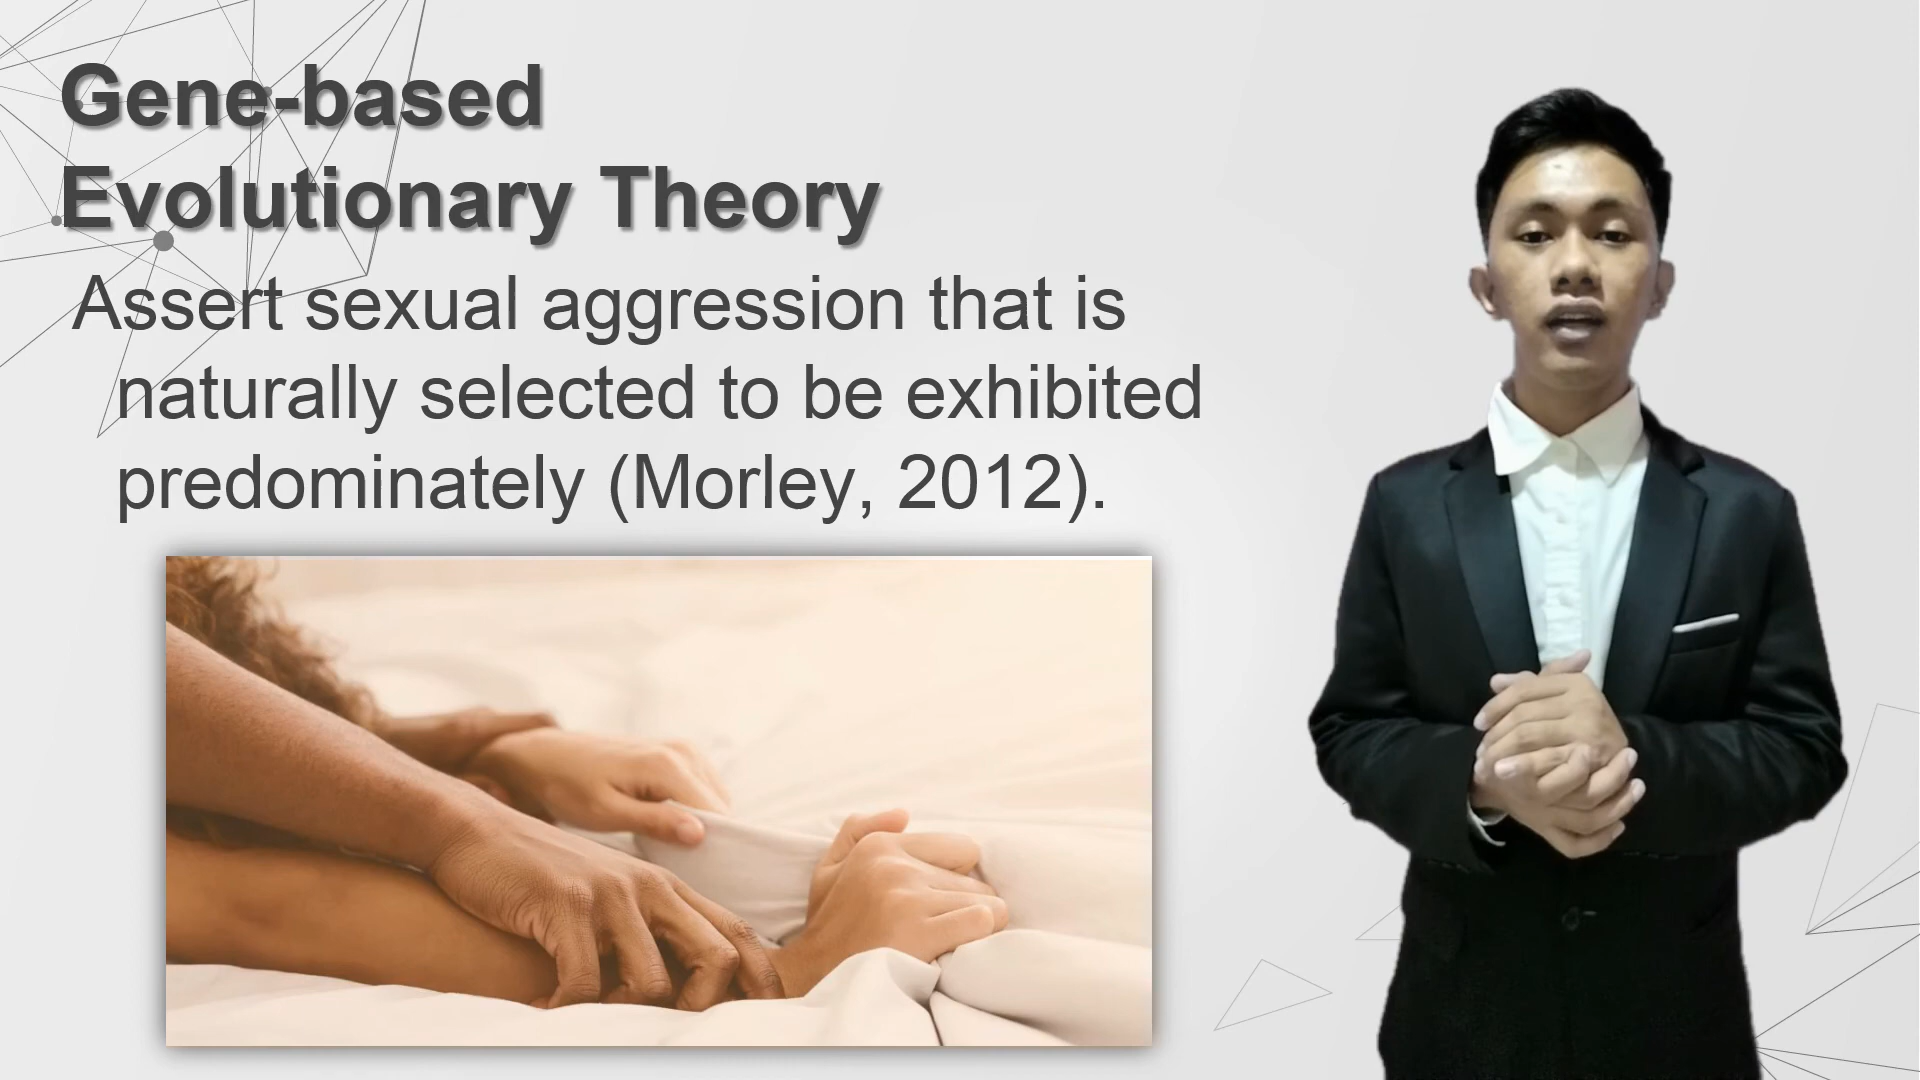 Gene-based
Evolutionary Theory
Assert sexual aggression that is
naturally selected to be exhibited
predominately (Morley, 2012).